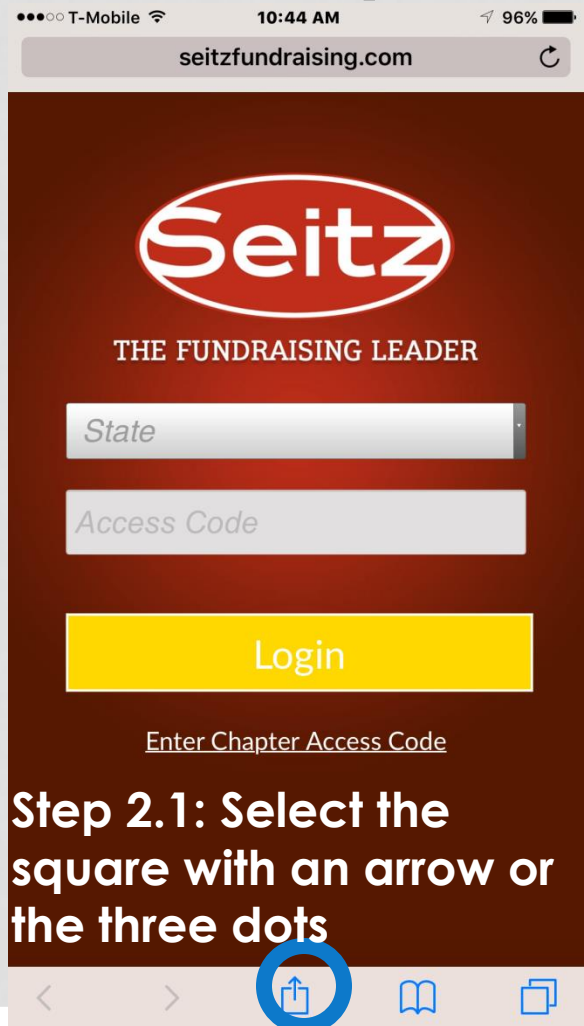 T-Mobile 10:44 AM 96%
seitzfundraising.com
Seitz
THE FUNDRAISING LEADER
State
Access Code
Login
Enter Chapter Access Code
Step 2.1: Select the
square with an arrow or
the three dots